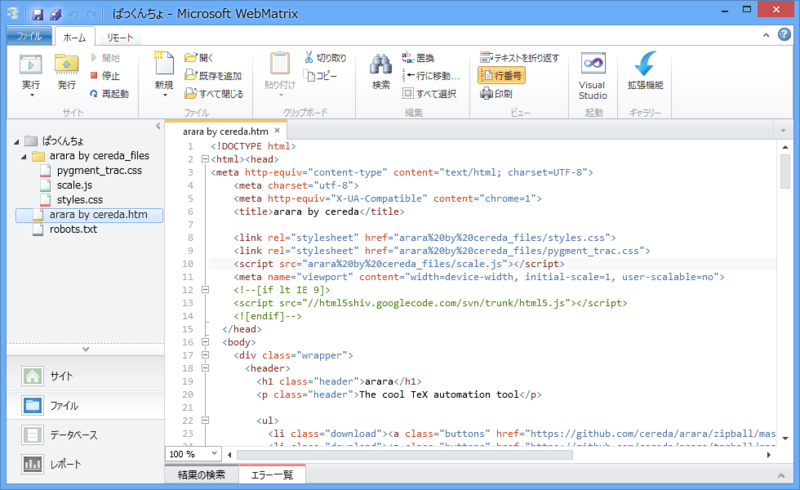 ぱっくんちょ - Microsoft WebMatrix
ファイル ホーム リモート
実行 発行 開始 停止 再起動
サイト
新規 開く 既存を追加 すべて閉じる
ファイル
貼り付け 切り取り コピー
クリップボード
検索 置換 行に移動... すべて選択
編集
テキストを折り返す 行番号 印刷
ビュー
Visual Studio
起動
拡張機能
ギャラリー
ぱっくんちょ
arara by cereda_files
pygment_trac.css
scale.js
styles.css
arara by cereda.htm
robots.txt
サイト
ファイル
データベース
レポート
arara by cereda.htm
1 <!DOCTYPE html>
2 <html><head>
3 <meta http-equiv="content-type" content="text/html; charset=UTF-8">
4 <meta charset="utf-8">
5 <meta http-equiv="X-UA-Compatible" content="chrome=1">
6 <title>arara by cereda</title>
7
8 <link rel="stylesheet" href="arara%20by%20cereda_files/styles.css">
9 <link rel="stylesheet" href="arara%20by%20cereda_files/pygment_trac.css">
10 <script src="arara%20by%20cereda_files/scale.js"></script>
11 <meta name="viewport" content="width=device-width, initial-scale=1, user-scalable=no">
12 <!--[if lt IE 9]>
13 <script src="//html5shiv.googlecode.com/svn/trunk/html5.js"></script>
14 <![endif]-->
15 </head>
16 <body>
17 <div class="wrapper">
18 <header>
19 <h1 class="header">arara</h1>
20 <p class="header">The cool TeX automation tool</p>
21
22 <ul>
23 <li class="download"><a class="buttons" href="https://github.com/cereda/arara/zipball/mas
100 %
結果の検索 エラー一覧